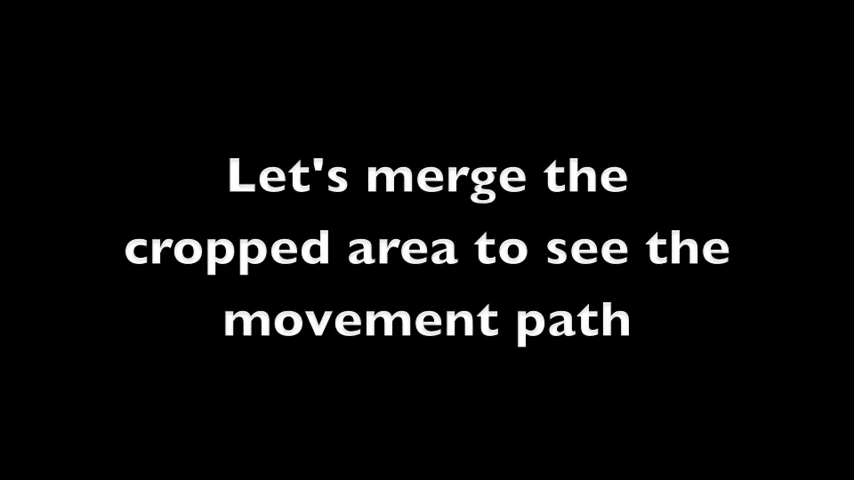 Let's merge the
cropped area to see the
movement path